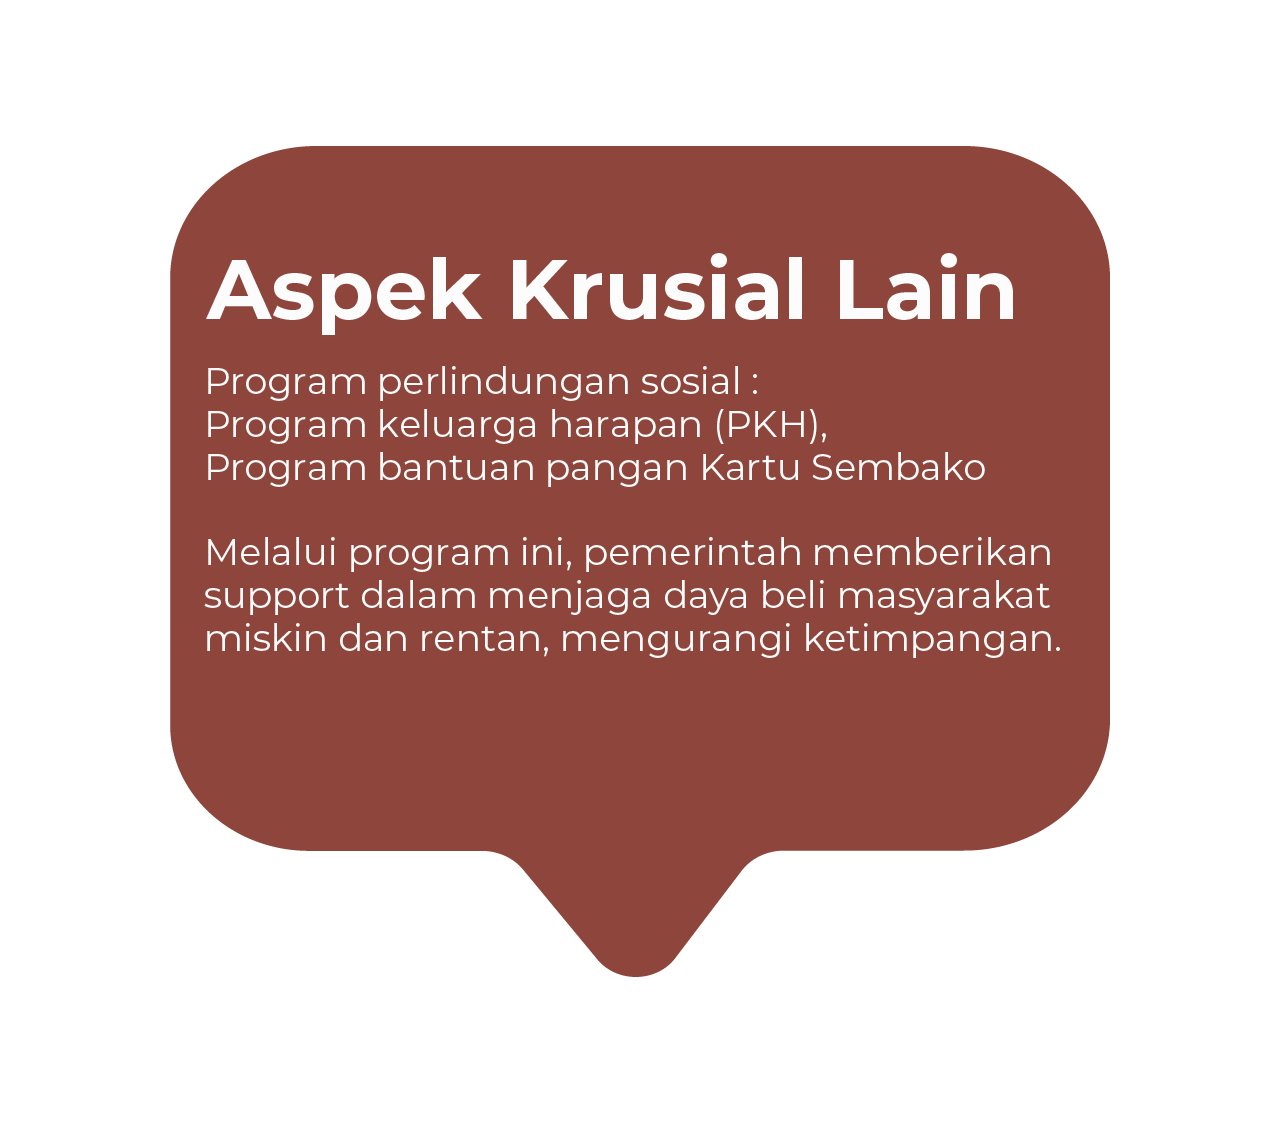 Aspek Krusial Lain
Program perlindungan sosial :
Program keluarga harapan (PKH),
Program bantuan pangan Kartu Sembako
Melalui program ini, pemerintah memberikan
support dalam menjaga daya beli masyarakat
miskin dan rentan, mengurangi ketimpangan.